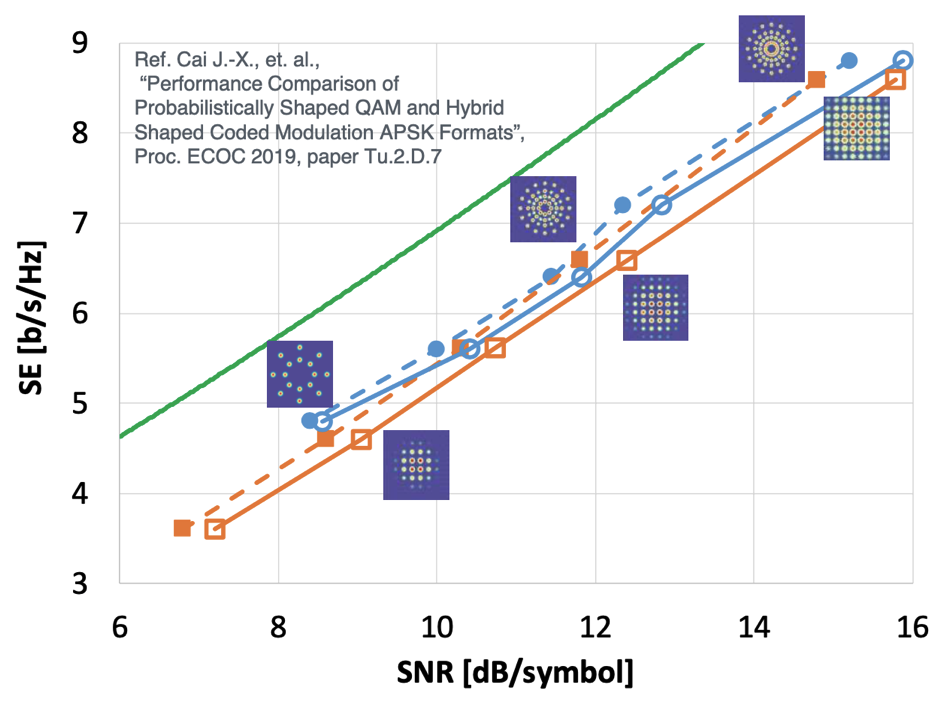 Ref. Cai J.-X., et. al.,
“Performance Comparison of
Probabilistically Shaped QAM and Hybrid
Shaped Coded Modulation APSK Formats”,
Proc. ECOC 2019, paper Tu.2.D.7
SE [b/s/Hz]
9
8
7
6
5
4
3
6 8 10 12 14 16
SNR [dB/symbol]